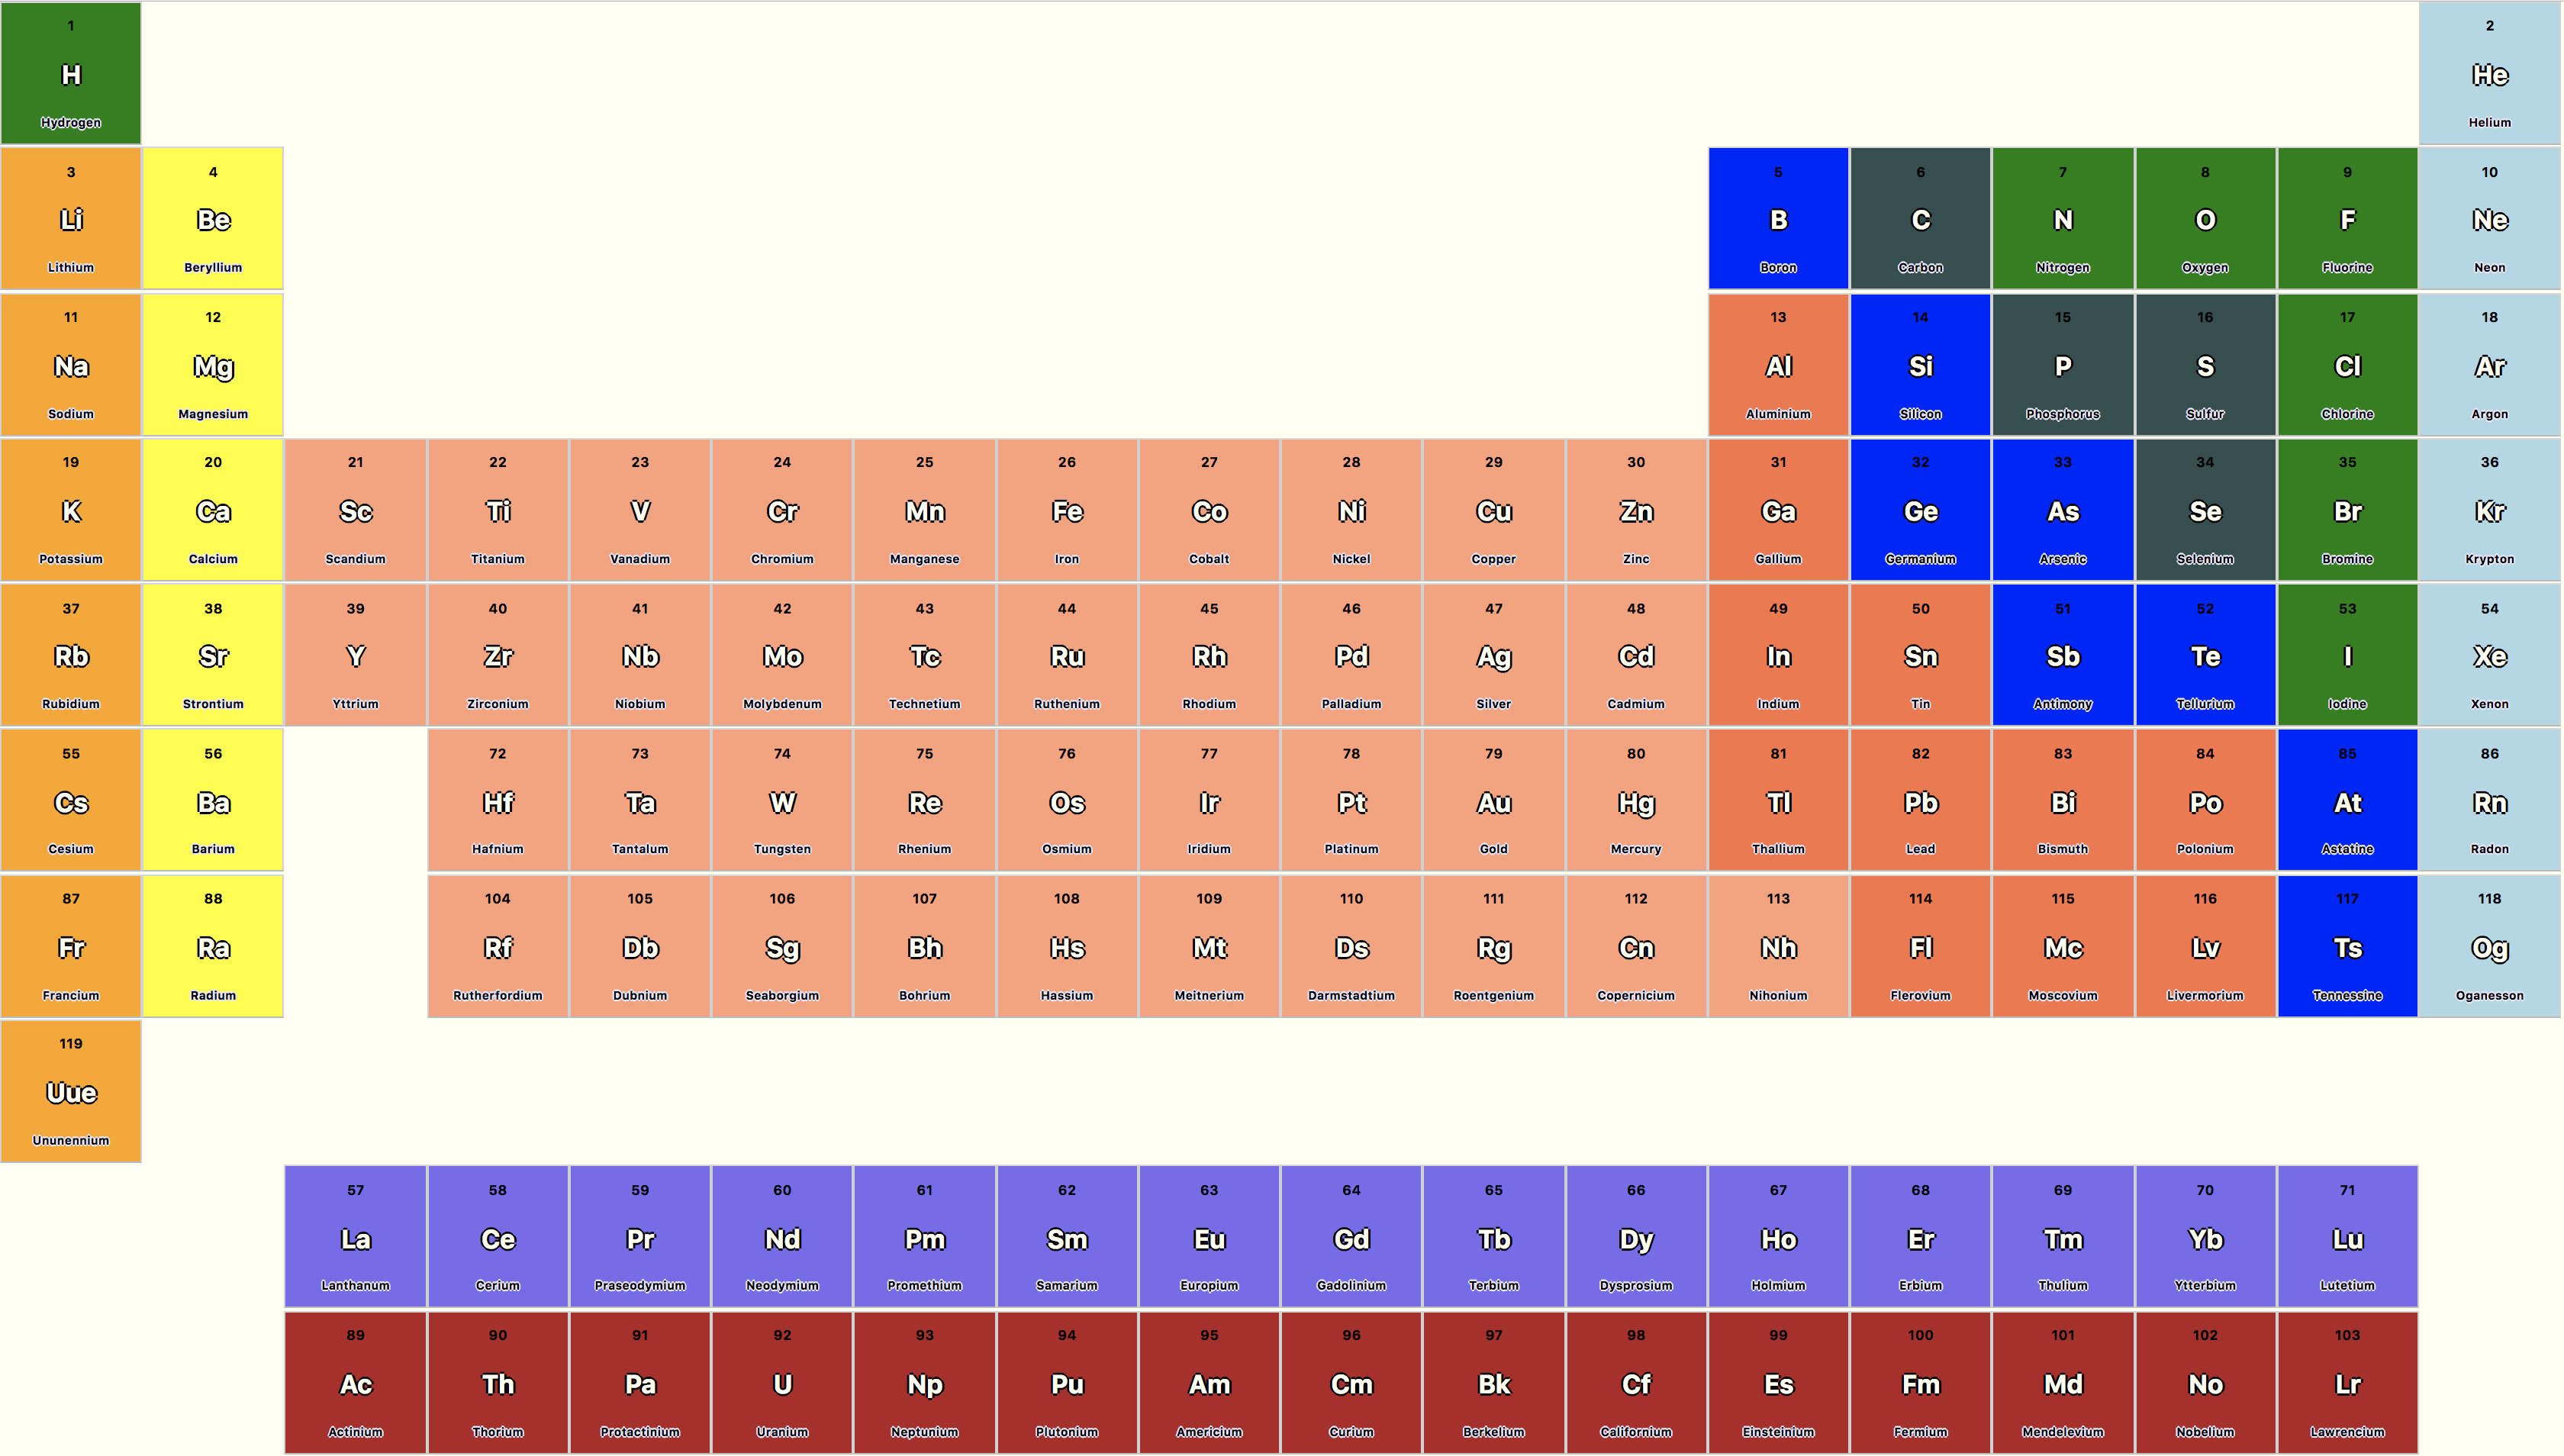 1 2
H He
Hydrogen Helium
3 4 5 6 7 8 9 10
Li Be B C N O F Ne
Lithium Beryllium Boron Carbon Nitrogen Oxygen Fluorine Neon
11 12 13 14 15 16 17 18
Na Mg Al Si P S Cl Ar
Sodium Magnesium Aluminium Silicon Phosphorus Sulfur Chlorine Argon
19 20 21 22 23 24 25 26 27 28 29 30 31 32 33 34 35 36
K Ca Sc Ti V Cr Mn Fe Co Ni Cu Zn Ga Ge As Se Br Kr
Potassium Calcium Scandium Titanium Vanadium Chromium Manganese Iron Cobalt Nickel Copper Zinc Gallium Germanium Arsenic Selenium Bromine Krypton
37 38 39 40 41 42 43 44 45 46 47 48 49 50 51 52 53 54
Rb Sr Y Zr Nb Mo Tc Ru Rh Pd Ag Cd In Sn Sb Te I Xe
Rubidium Strontium Yttrium Zirconium Niobium Molybdenum Technetium Ruthenium Rhodium Palladium Silver Cadmium Indium Tin Antimony Tellurium Iodine Xenon
55 56 72 73 74 75 76 77 78 79 80 81 82 83 84 85 86
Cs Ba Hf Ta W Re Os Ir Pt Au Hg Tl Pb Bi Po At Rn
Cesium Barium Hafnium Tantalum Tungsten Rhenium Osmium Iridium Platinum Gold Mercury Thallium Lead Bismuth Polonium Astatine Radon
87 88 104 105 106 107 108 109 110 111 112 113 114 115 116 117 118
Fr Ra Rf Db Sg Bh Hs Mt Ds Rg Cn Nh Fl Mc Lv Ts Og
Francium Radium Rutherfordium Dubnium Seaborgium Bohrium Hassium Meitnerium Darmstadtium Roentgenium Copernicium Nihonium Flerovium Moscovium Livermorium Tennessine Oganesson
119
Uue
Ununennium
57 58 59 60 61 62 63 64 65 66 67 68 69 70 71
La Ce Pr Nd Pm Sm Eu Gd Tb Dy Ho Er Tm Yb Lu
Lanthanum Cerium Praseodymium Neodymium Promethium Samarium Europium Gadolinium Terbium Dysprosium Holmium Erbium Thulium Ytterbium Lutetium
89 90 91 92 93 94 95 96 97 98 99 100 101 102 103
Ac Th Pa U Np Pu Am Cm Bk Cf Es Fm Md No Lr
Actinium Thorium Protactinium Uranium Neptunium Plutonium Americium Curium Berkelium Californium Einsteinium Fermium Mendelevium Nobelium Lawrencium